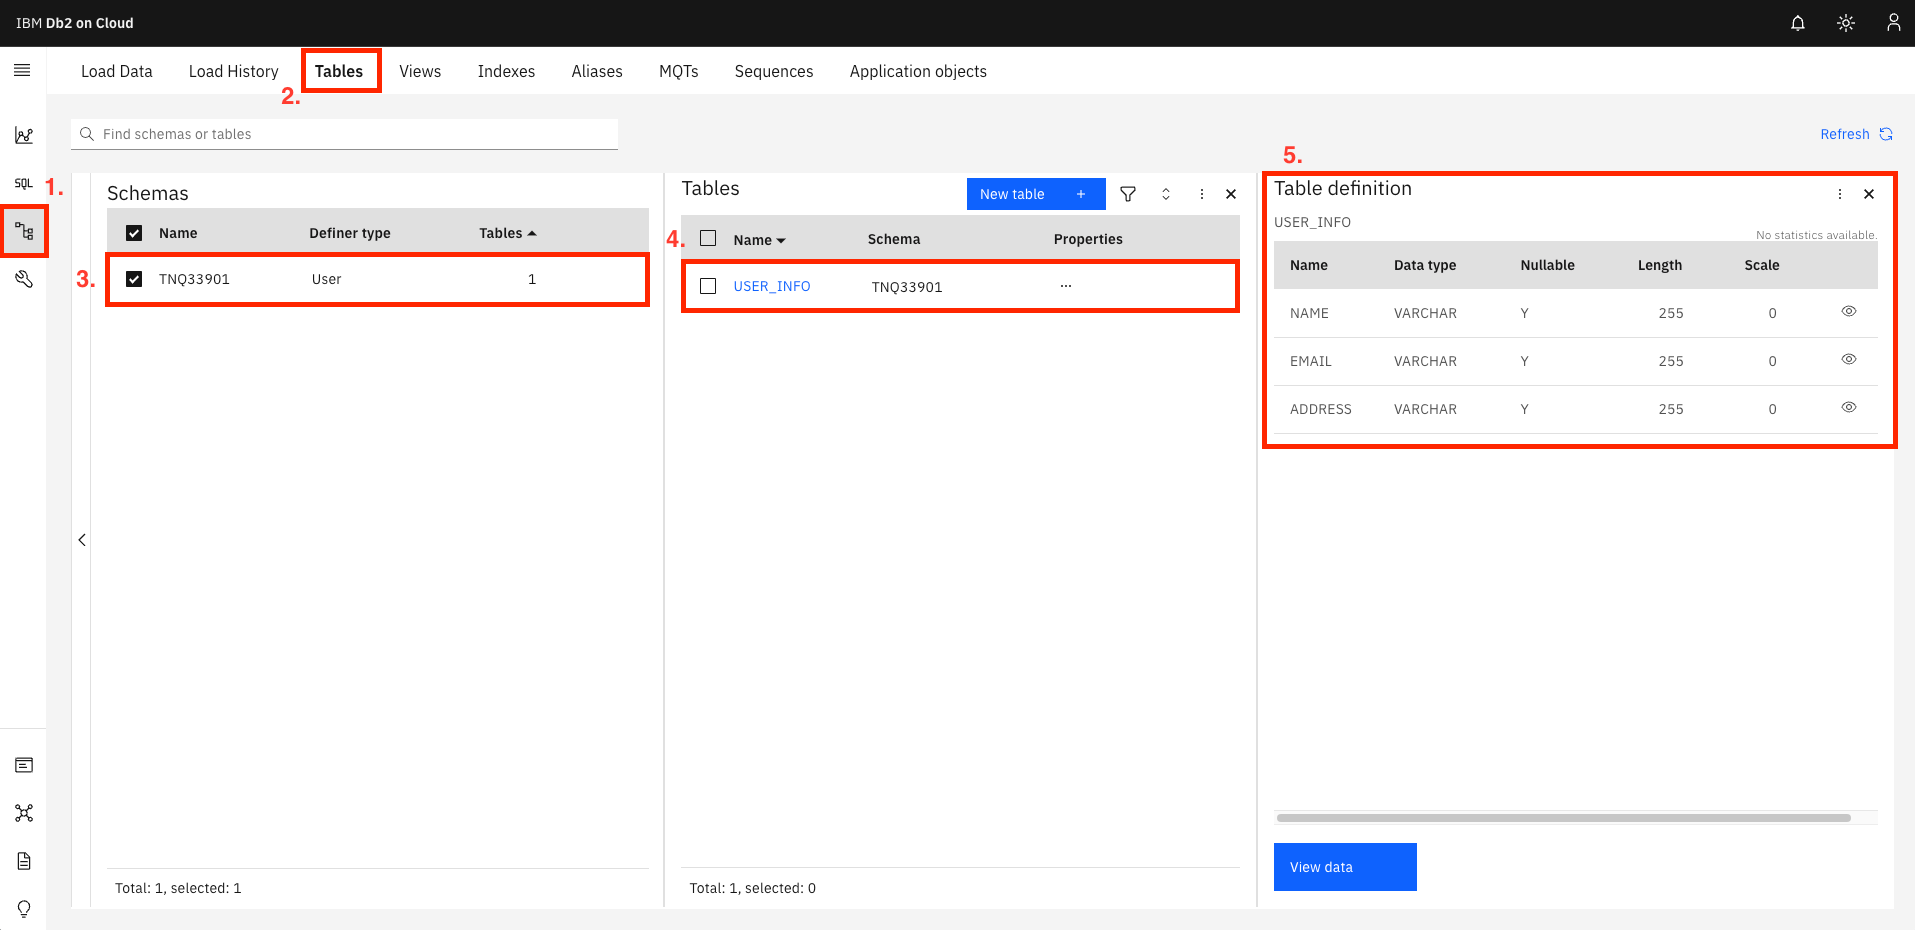 IBM Db2 on Cloud
Load Data Load History Tables Views Indexes Aliases MQTs Sequences Application objects
2.
Find schemas or tables
Refresh
SQL
1.
Schemas
Name Definer type Tables
3.
TNQ33901 User 1
Total: 1, selected: 1
Tables
New table +
4.
Name Schema Properties
USER_INFO TNQ33901 ...
Total: 1, selected: 0
5.
Table definition
USER_INFO
No statistics available.
Name Data type Nullable Length Scale
NAME VARCHAR Y 255 0
EMAIL VARCHAR Y 255 0
ADDRESS VARCHAR Y 255 0
View data